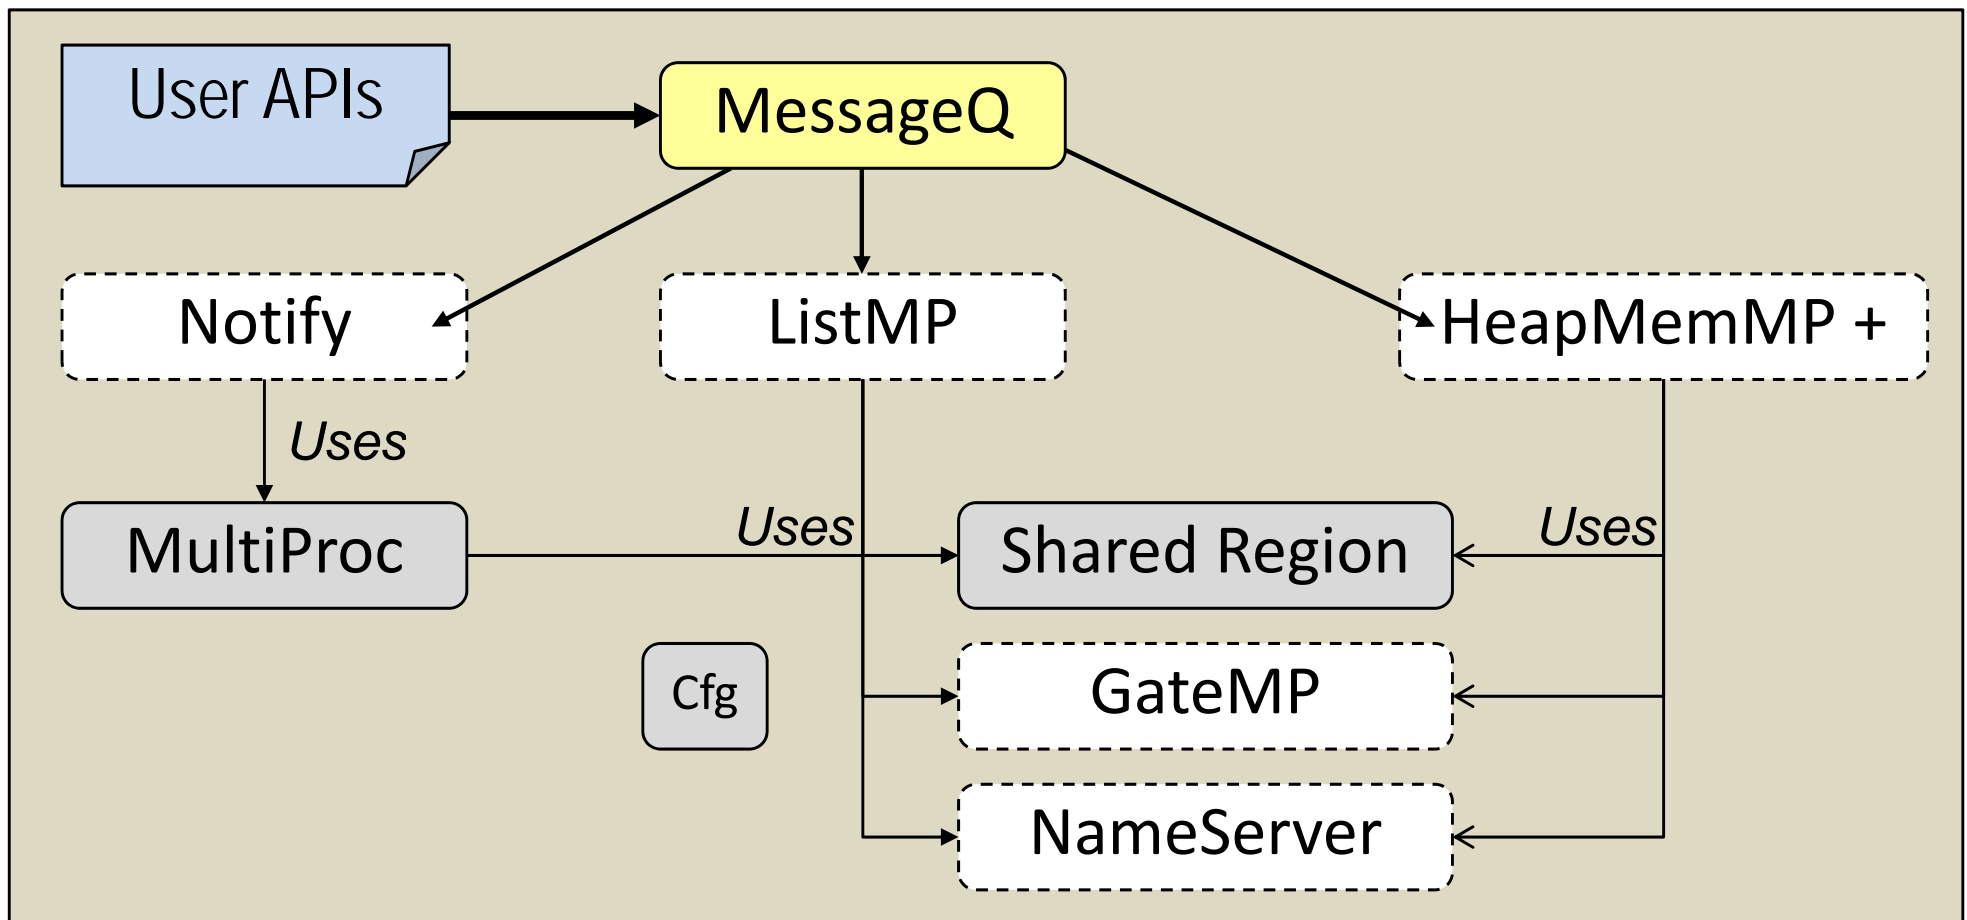 User APIs
MessageQ
Notify
ListMP
HeapMemMP +
Uses
MultiProc
Uses
Shared Region
Uses
Cfg
GateMP
NameServer